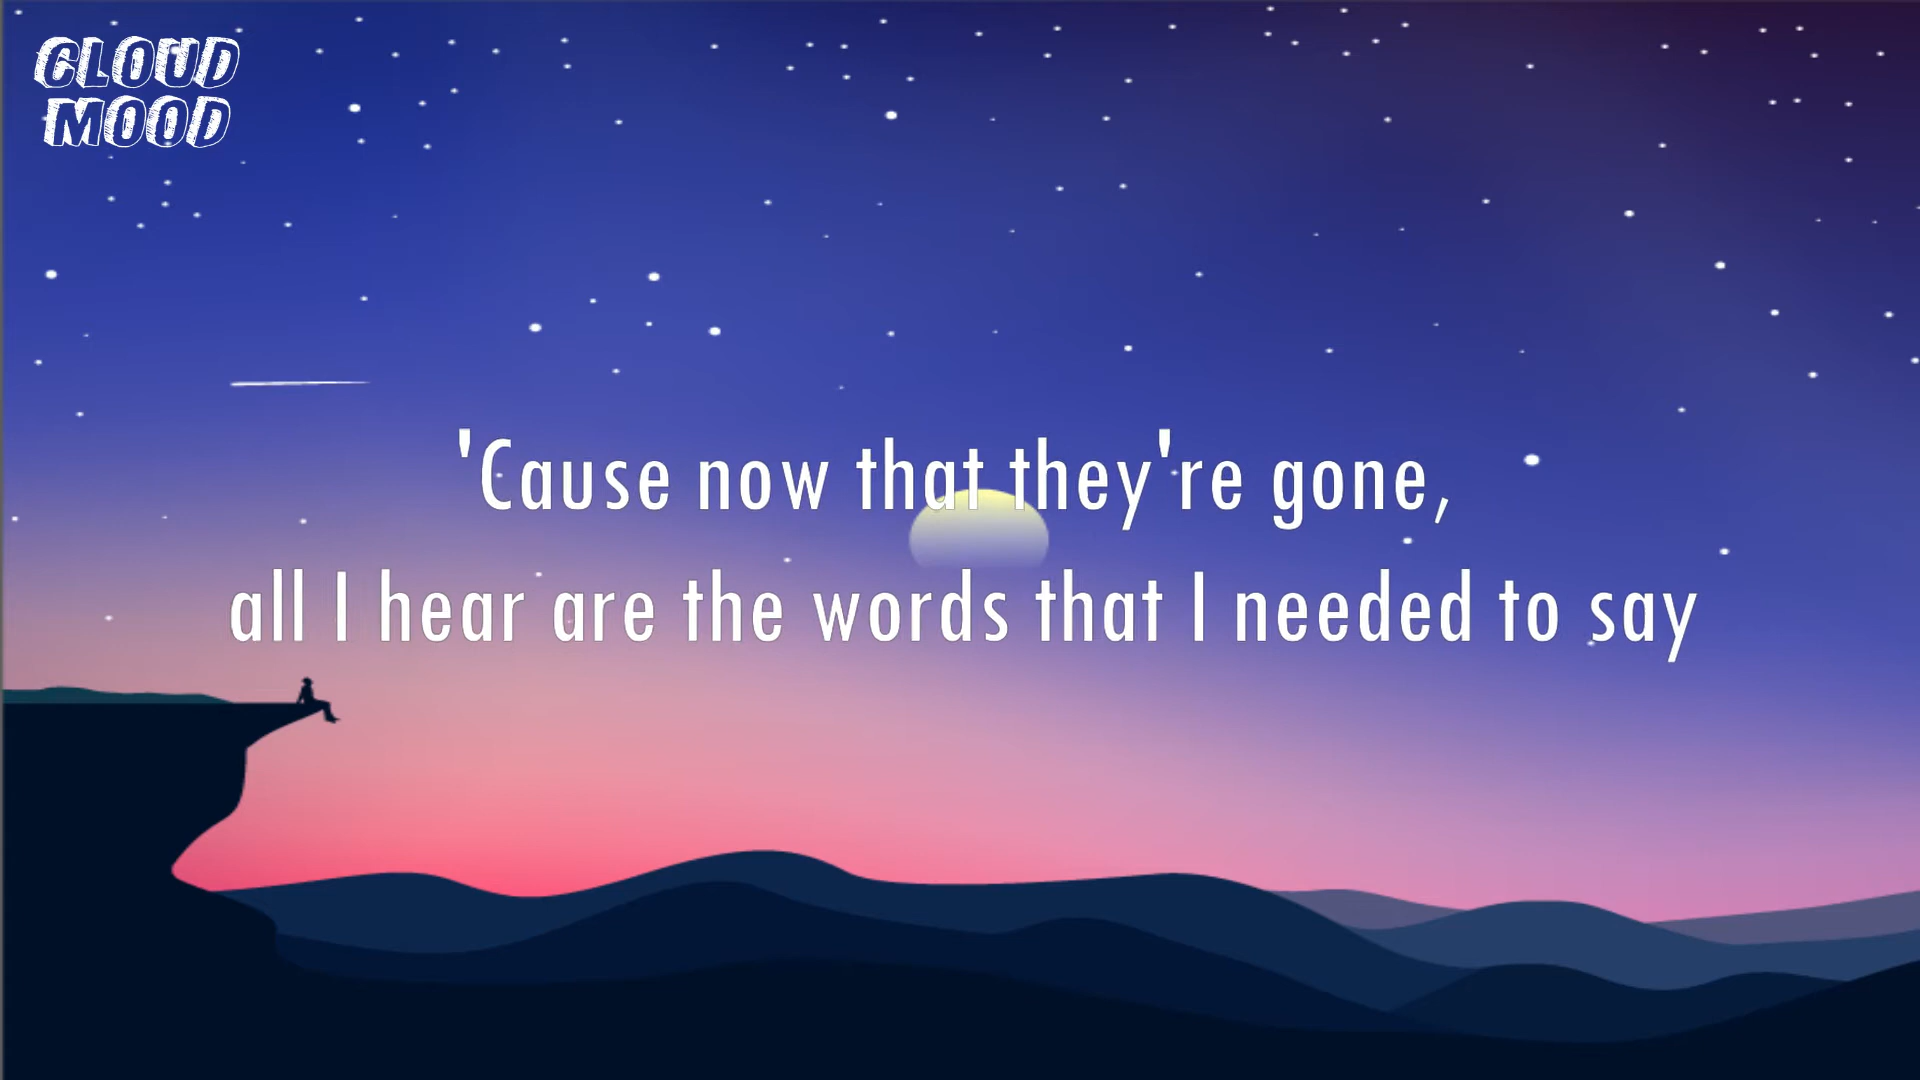 CLOUD
MOOD
'Cause now that they're gone,
all I hear are the words that I needed to say